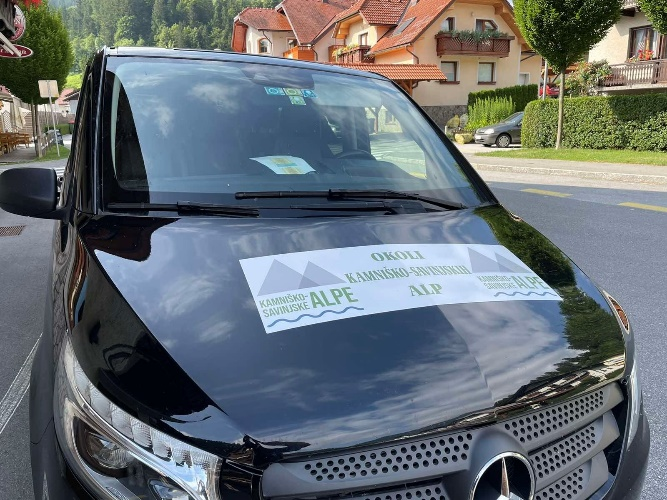 KAMNIŠKO-
SAVINJSKE ALPE
OKOLI
KAMNIŠKO-SAVINJSKIH
ALP
KAMNIŠKO-
SAVINJSKE ALPE